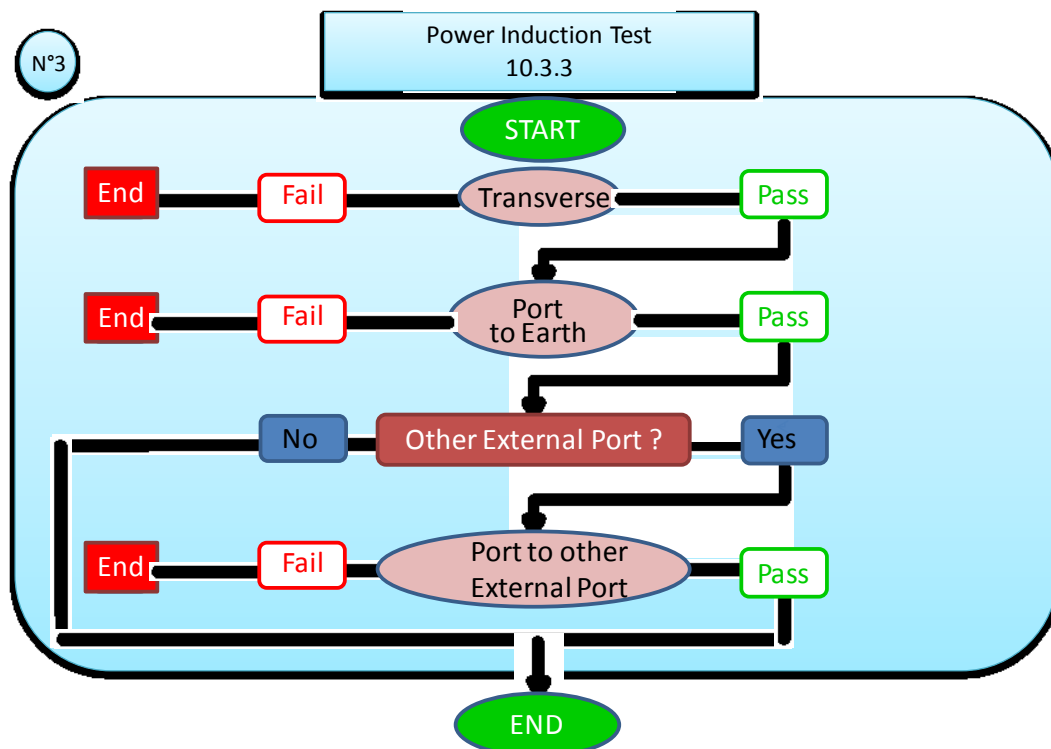 N°3
Power Induction Test
10.3.3
START
End
Fail
Transverse
Pass
End
Fail
Port
to Earth
Pass
No
Other External Port ?
Yes
End
Fail
Port to other
External Port
Pass
END